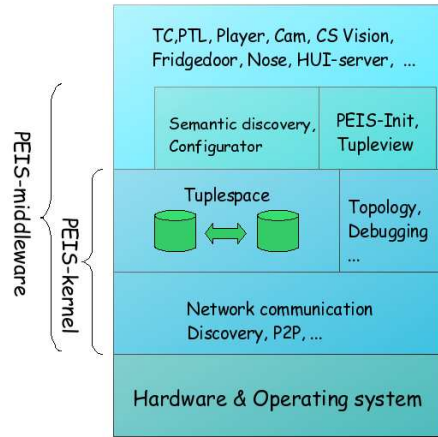 TC,PTL, Player, Cam, CS Vision,
Fridgedoor, Nose, HUI-server, ...
Semantic discovery,
Configurator
PEIS-Init,
Tupleview
PEIS-middleware
PEIS-kernel
Tuplespace
Topology,
Debugging
...
Network communication
Discovery, P2P, ...
Hardware & Operating system